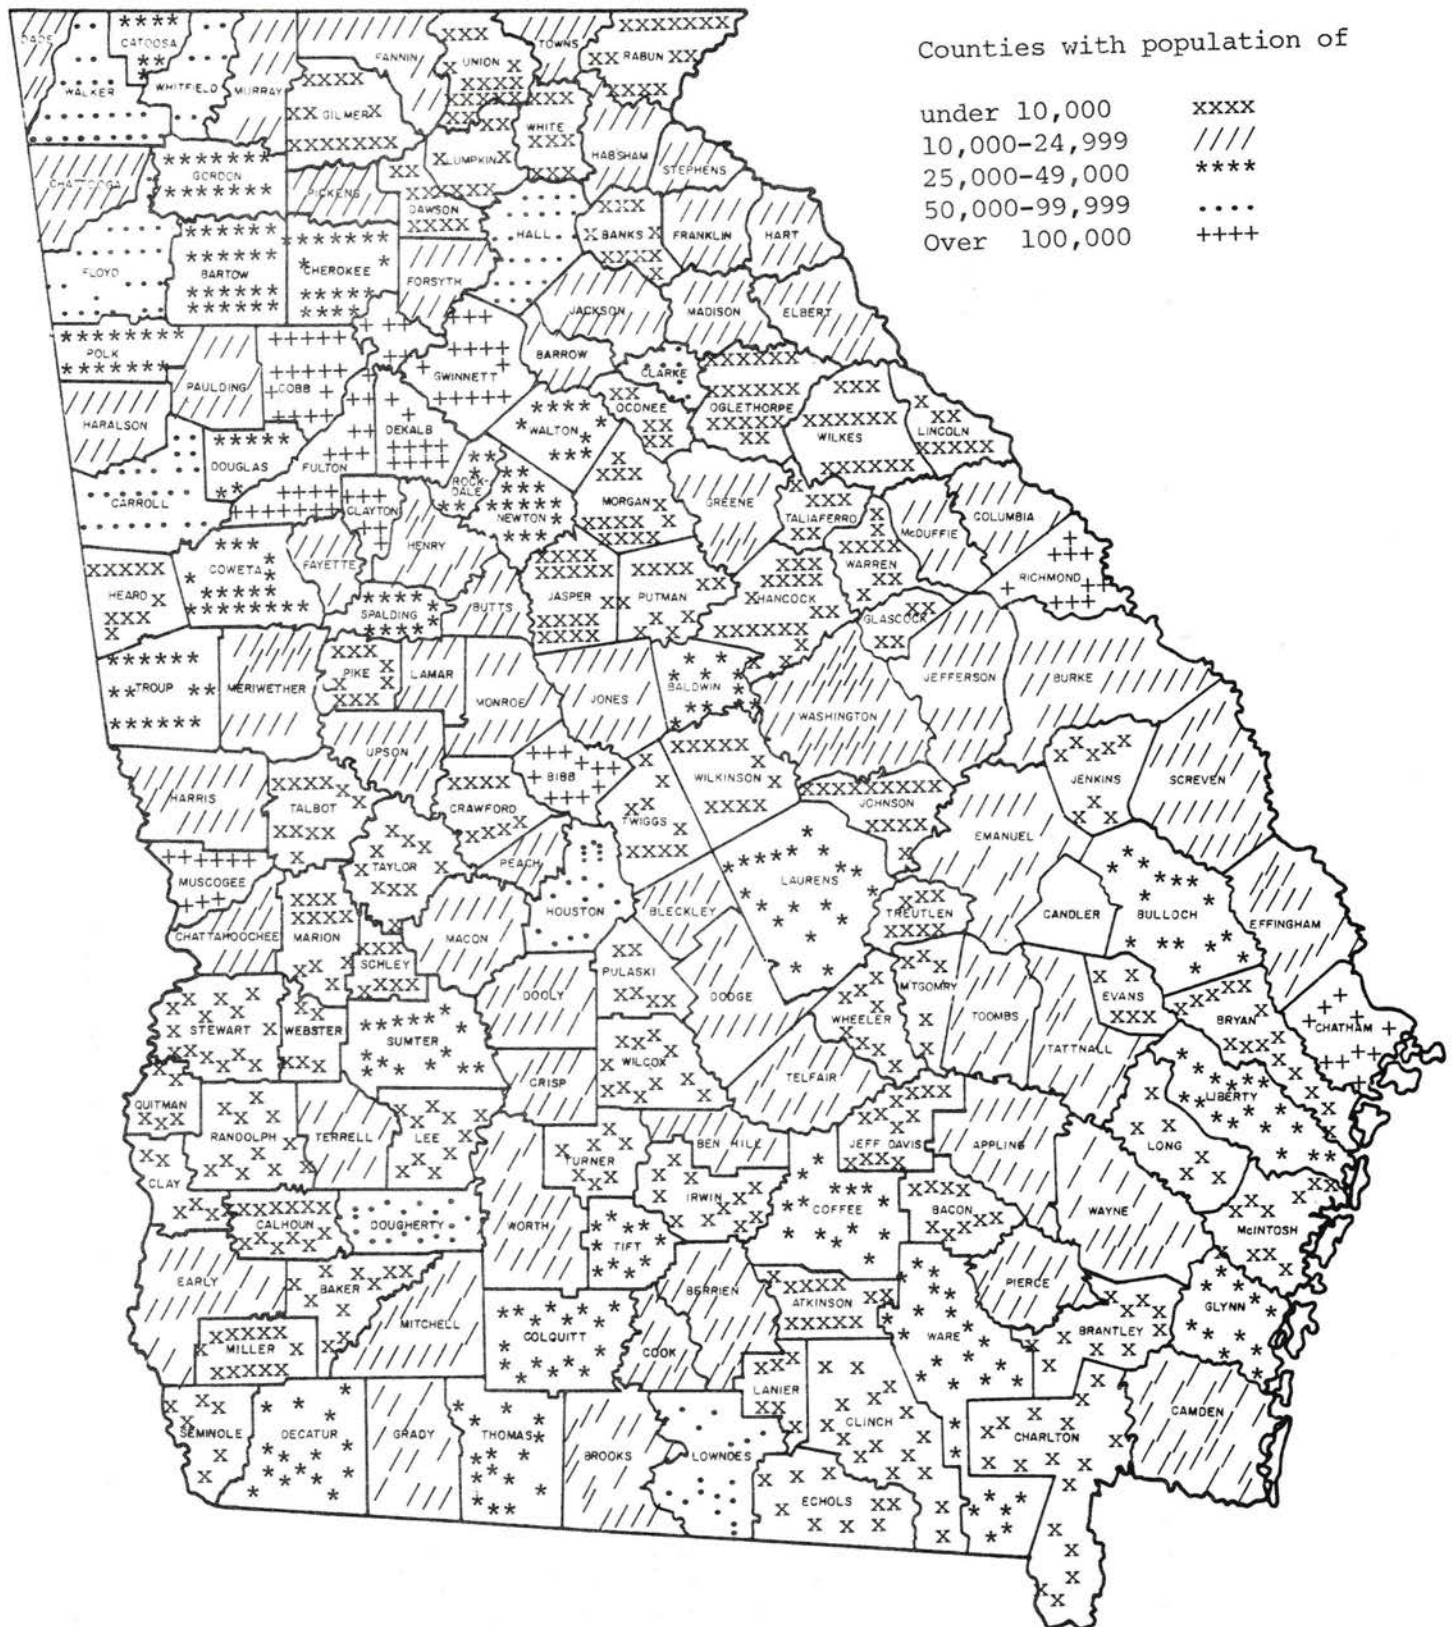 Counties with population of
under 10,000 xxxx
10,000-24,999 ////
25,000-49,000 ****
50,000-99,999 ....
Over 100,000 ++++
DADE
CATOOSA
FANNIN
UNION
TOWNS
RABUN
WALKER
WHITFIELD
MURRAY
GILMER
WHITE
LUMPKIN
HABSHAM
STEPHENS
CHATTOOGA
GORDON
PICKENS
DAWSON
HALL
BANKS
FRANKLIN
HART
FLOYD
BARTOW
CHEROKEE
FORSYTH
JACKSON
MADISON
ELBERT
POLK
PAULDING
COBB
GWINNETT
BARROW
CLARKE
OCONEE
OGLETHORPE
WILKES
LINCOLN
HARALSON
DOUGLAS
FULTON
DEKALB
WALTON
ROCK-
DALE
CARROLL
CLAYTON
NEWTON
MORGAN
GREENE
TALIAFERRO
McDUFFIE
COLUMBIA
HEARD
COWETA
FAYETTE
HENRY
SPALDING
BUTTS
JASPER
PUTMAN
HANCOCK
WARREN
RICHMOND
GLASCOCK
TROUP
MERIWETHER
PIKE
LAMAR
MONROE
JONES
BALDWIN
WASHINGTON
JEFFERSON
BURKE
UPSON
BIBB
WILKINSON
JENKINS
SCREVEN
HARRIS
TALBOT
CRAWFORD
TWIGGS
JOHNSON
EMANUEL
MUSCOGEE
TAYLOR
PEACH
LAURENS
CHATTAHOOCHEE
MARION
MACON
HOUSTON
BLECKLEY
TREUTLEN
CANDLER
BULLOCH
EFFINGHAM
SCHLEY
DOOLY
PULASKI
DODGE
WHEELER
MTGOMRY
TOOMBS
EVANS
STEWART
WEBSTER
SUMTER
TATTNALL
BRYAN
CHATHAM
CRISP
WILCOX
TELFAIR
QUITMAN
RANDOLPH
TERRELL
LEE
TURNER
BEN HILL
JEFF DAVIS
APPLING
LIBERTY
LONG
CLAY
IRWIN
CALHOUN
DOUGHERTY
WORTH
TIFT
COFFEE
BACON
WAYNE
McINTOSH
EARLY
BAKER
BERRIEN
ATKINSON
PIERCE
GLYNN
MILLER
MITCHELL
COLQUITT
COOK
WARE
BRANTLEY
LANIER
SEMINOLE
DECATUR
GRADY
THOMAS
BROOKS
LOWNDES
CLINCH
CHARLTON
CAMDEN
ECHOLS